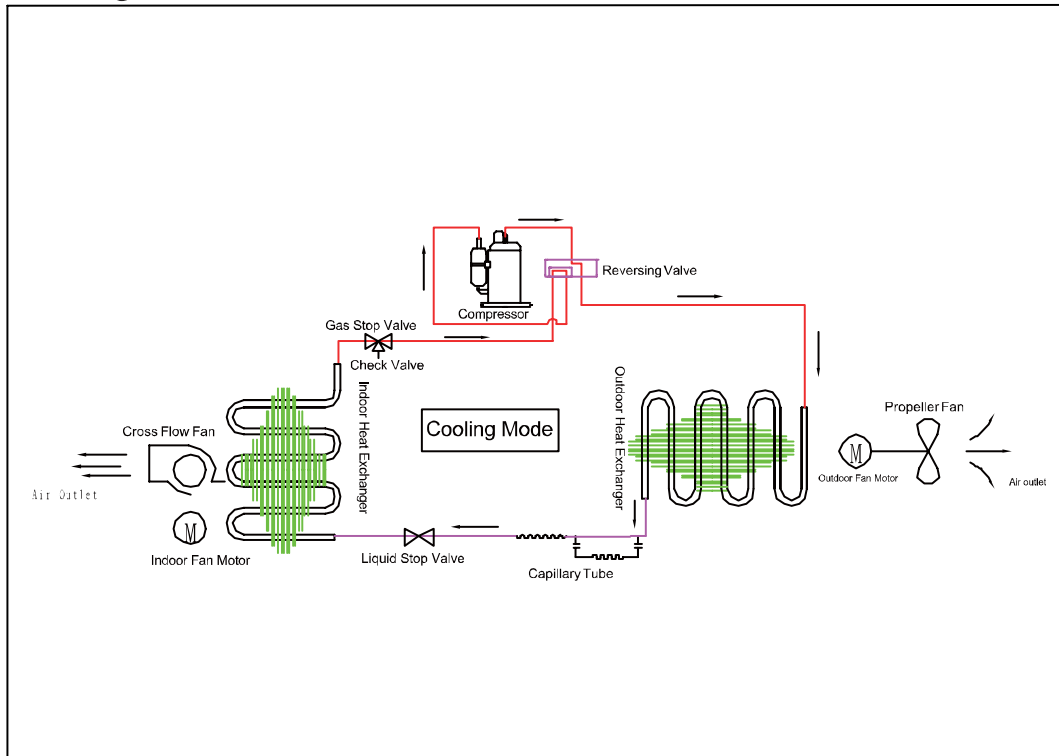 Reversing Valve
Compressor
Gas Stop Valve
Check Valve
Indoor Heat Exchanger
Outdoor Heat Exchanger
Cooling Mode
Cross Flow Fan
Air Outlet
M
Indoor Fan Motor
Liquid Stop Valve
Capillary Tube
Propeller Fan
M
Outdoor Fan Motor
Air outlet